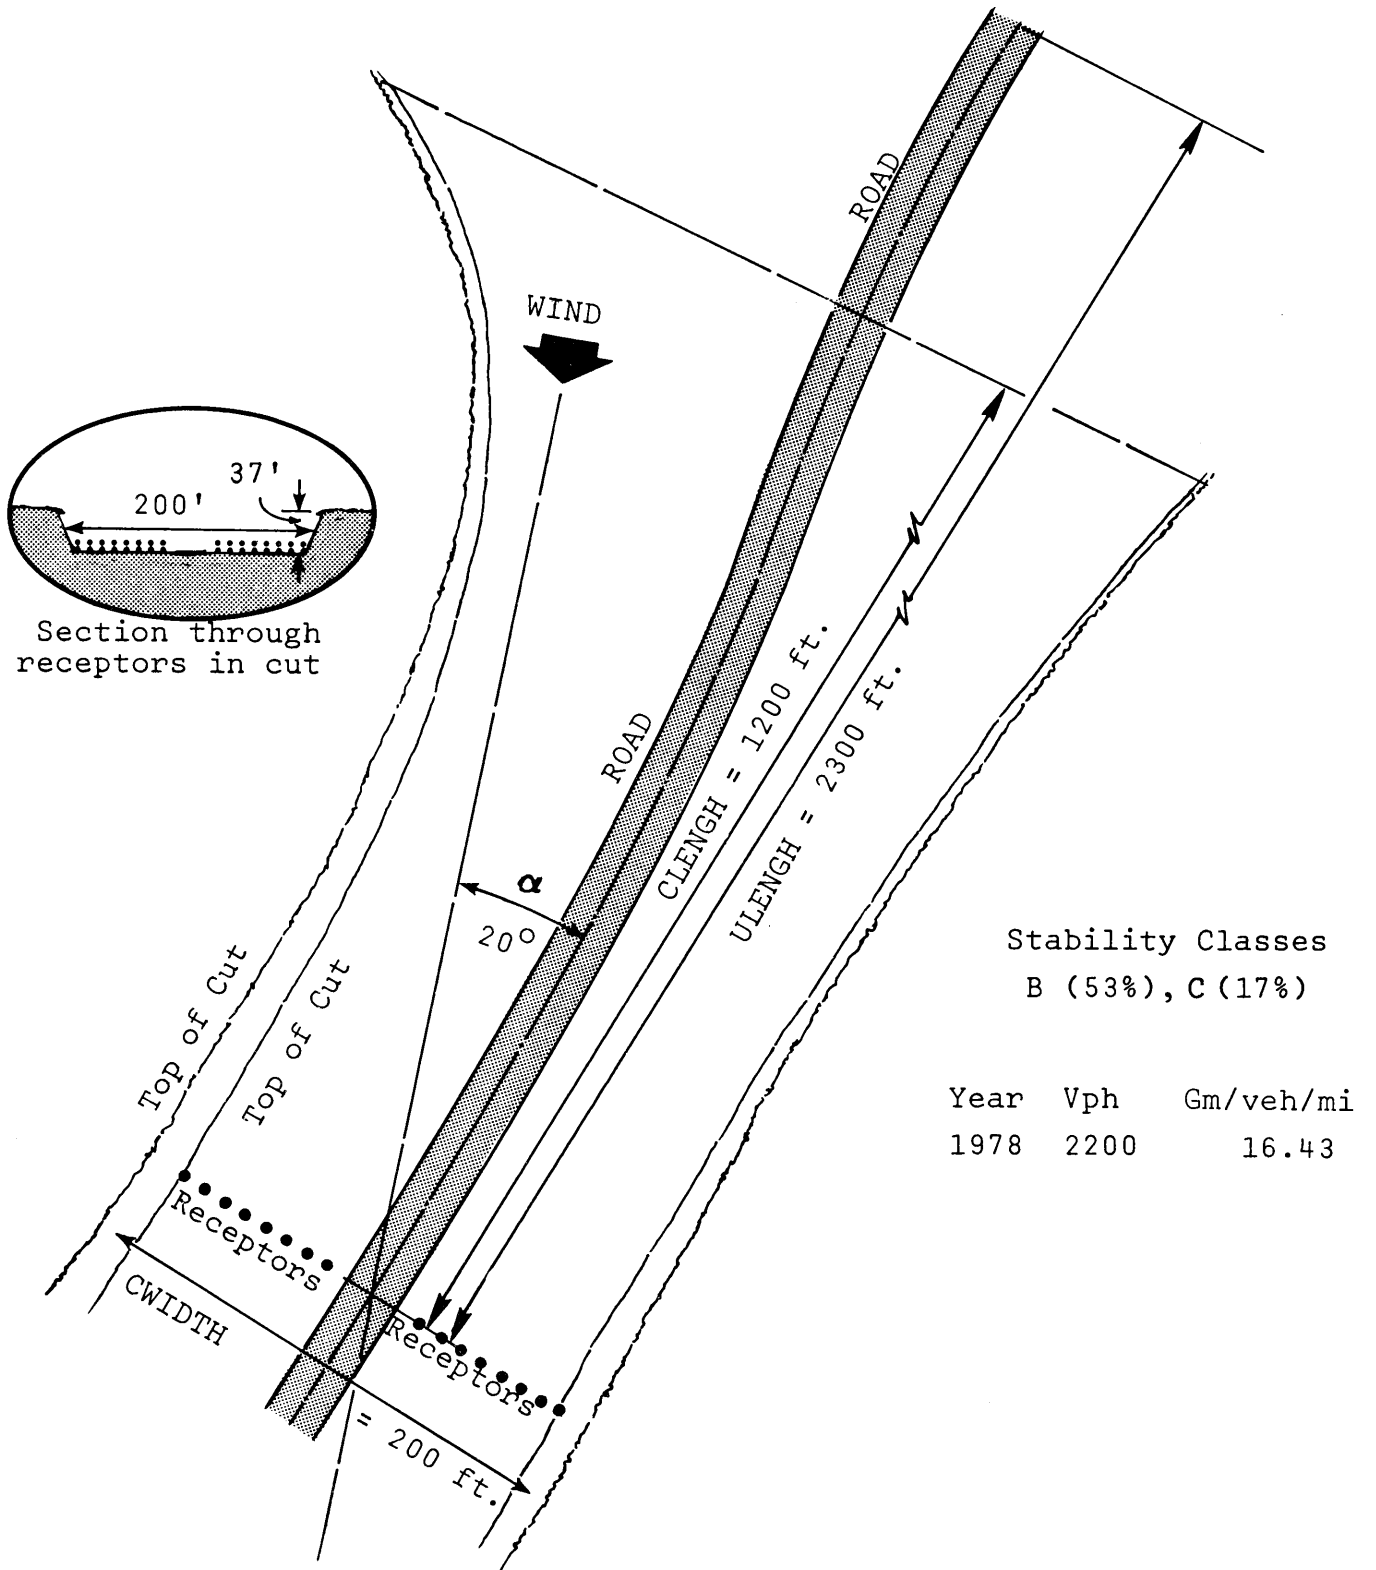 ROAD
WIND
37'
200'
Section through
receptors in cut
ROAD
CLENGH = 1200 ft.
ULENGH = 2300 ft.
α
20°
Top of Cut
Top of Cut
Stability Classes
B (53%), C (17%)
Year Vph Gm/veh/mi
1978 2200 16.43
Receptors
Receptors
CWIDTH = 200 ft.